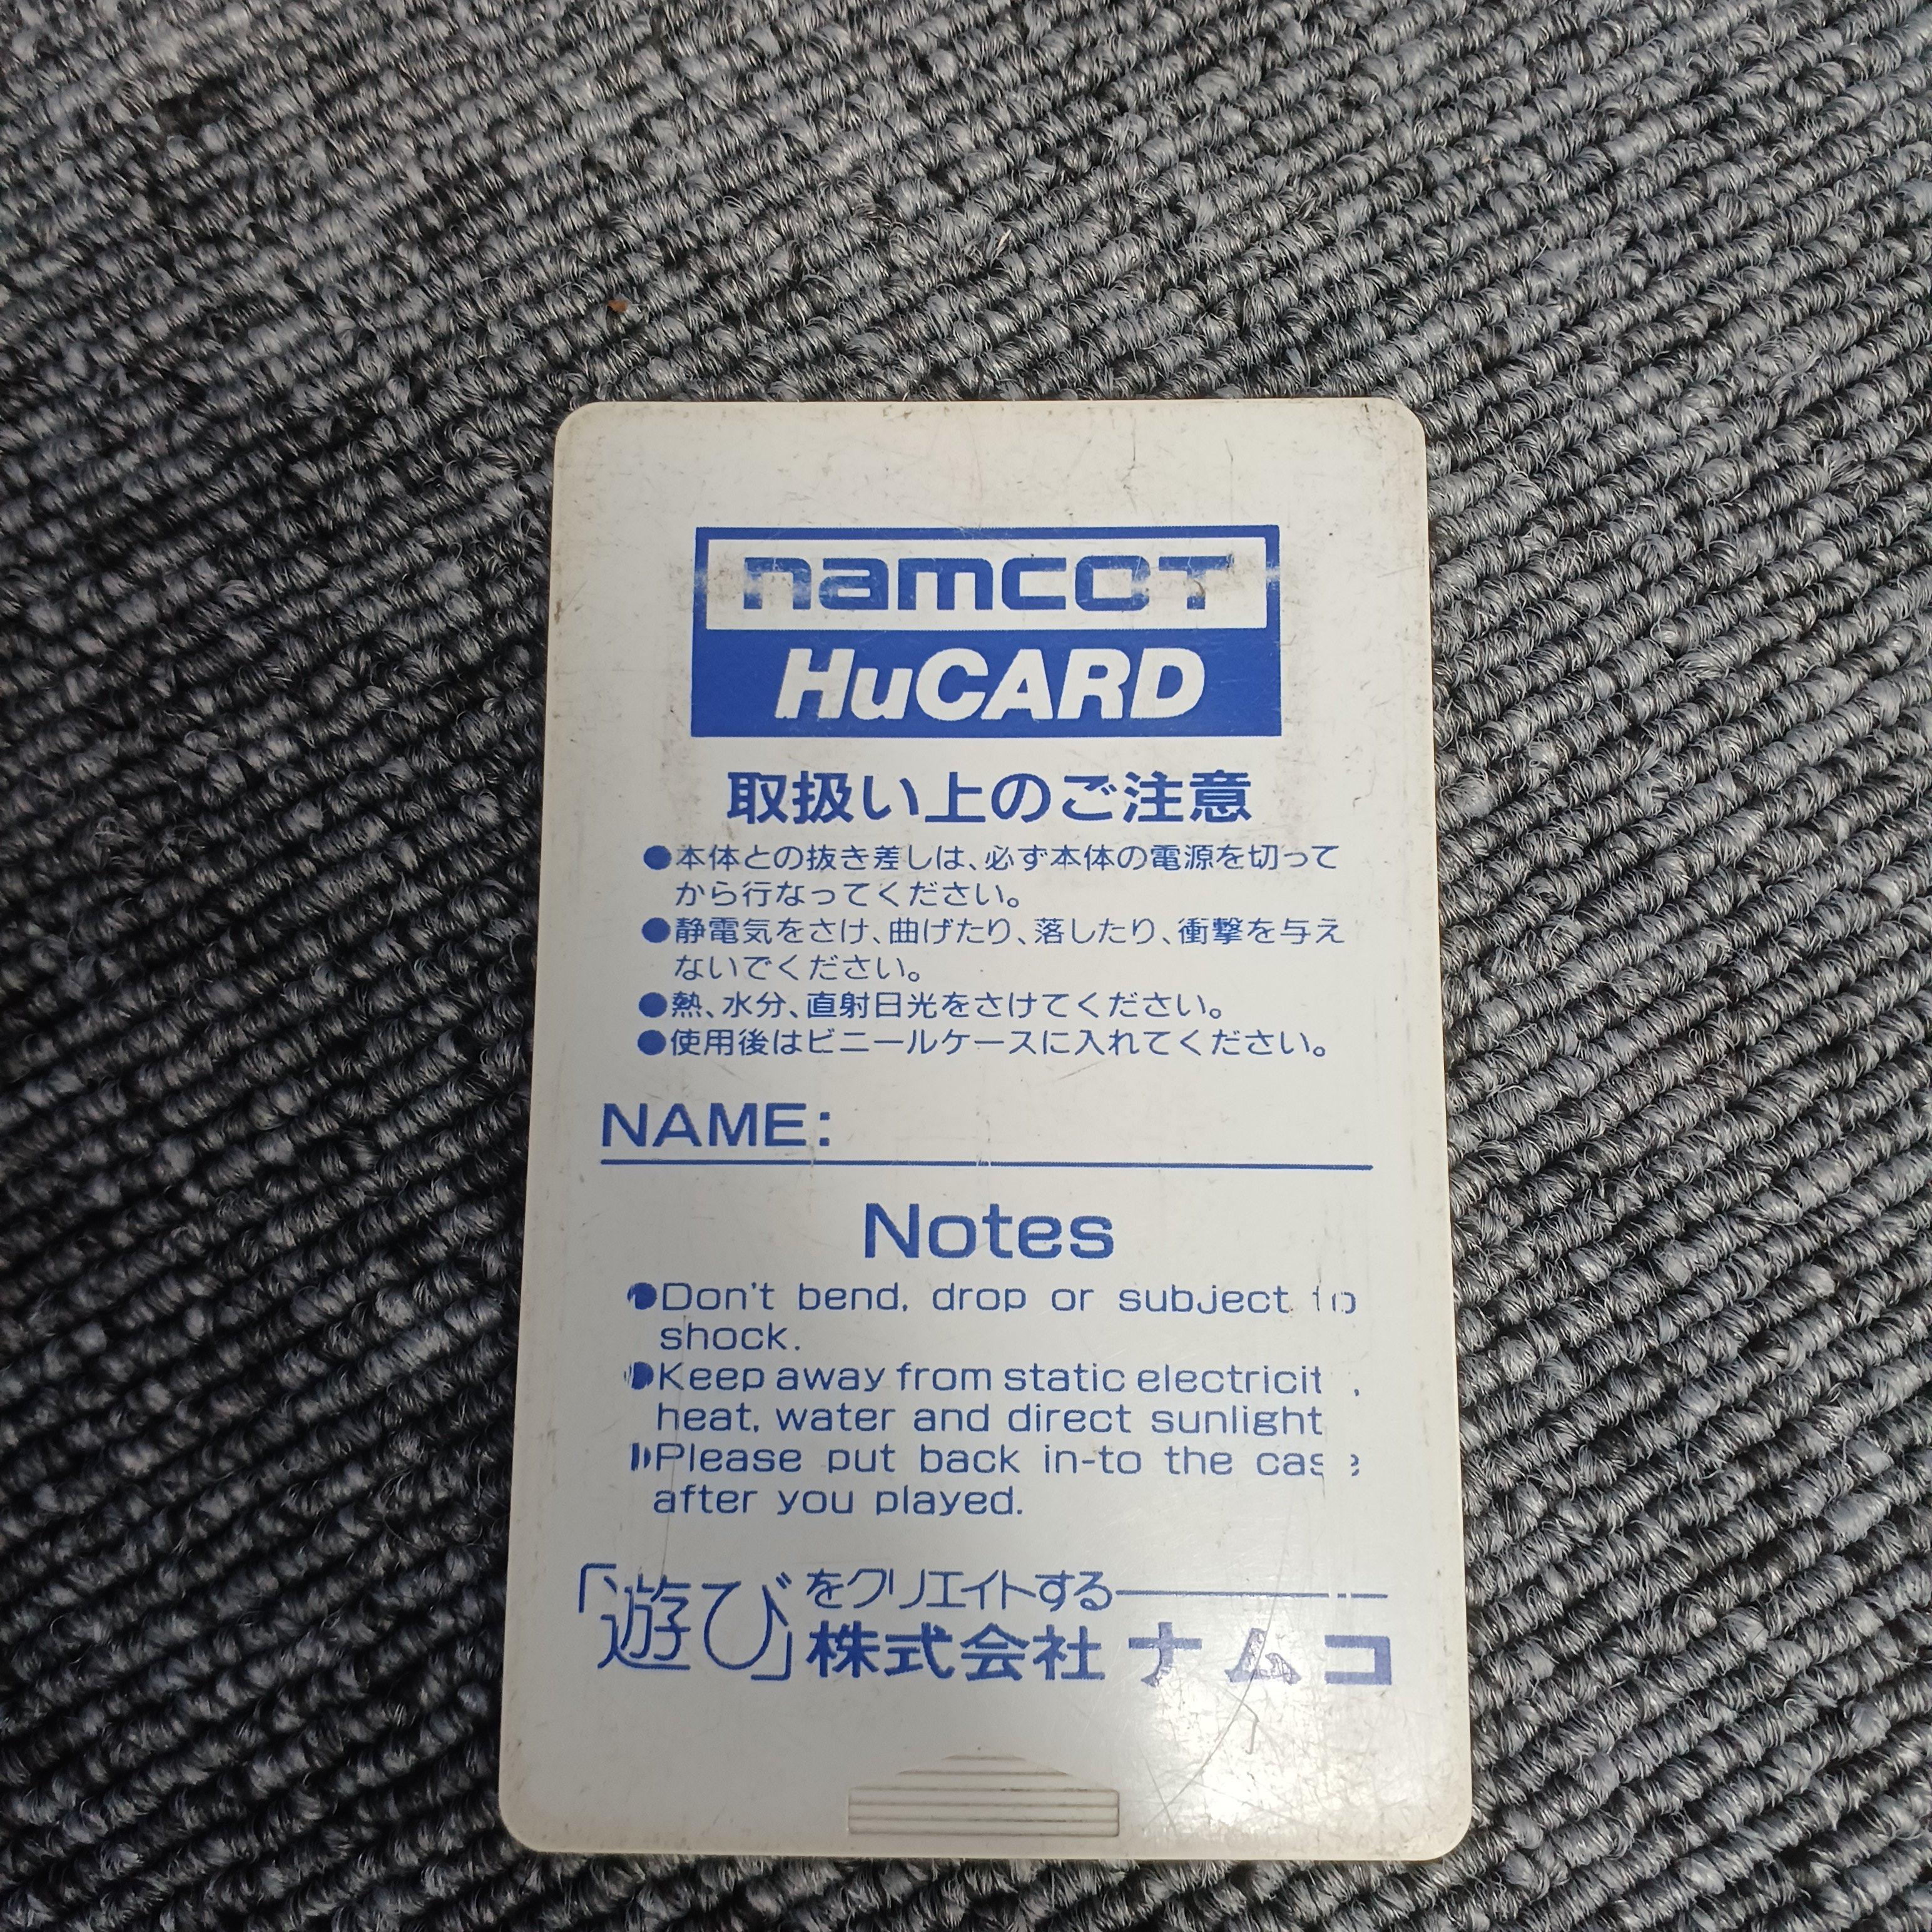 namcot
HuCARD
取扱い上のご注意
●本体との抜き差しは、必ず本体の電源を切って
から行なってください。
●静電気をさけ、曲げたり、落したり、衝撃を与え
ないでください。
●熱、水分、直射日光をさけてください。
●使用後はビニールケースに入れてください。
NAME:
Notes
●Don't bend, drop or subject to
shock.
●Keep away from static electricity,
heat, water and direct sunlight
●Please put back in-to the case
after you played.
「遊び」をクリエイトする
株式会社ナムコ